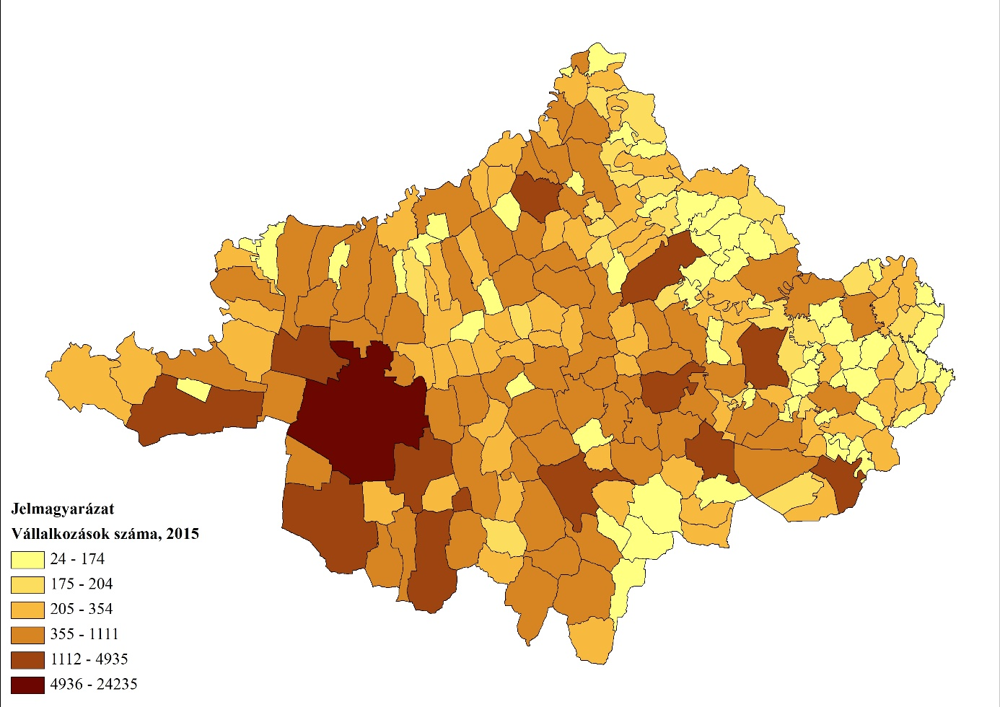 Jelmagyarázat
Vállalkozások száma, 2015
24 - 174
175 - 204
205 - 354
355 - 1111
1112 - 4935
4936 - 24235